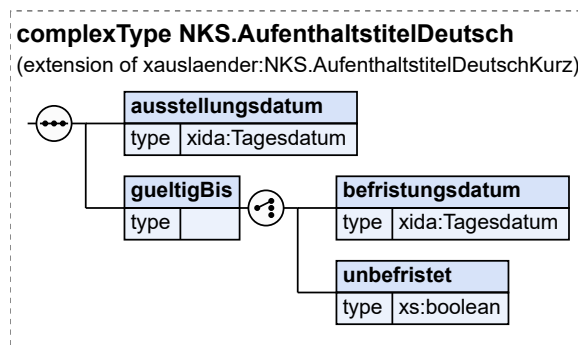 complexType NKS.AufenthaltstitelDeutsch
(extension of xauslaender:NKS.AufenthaltstitelDeutschKurz)
ausstellungsdatum
type xida:Tagesdatum
gueltigBis
type
befristungsdatum
type xida:Tagesdatum
unbefristet
type xs:boolean